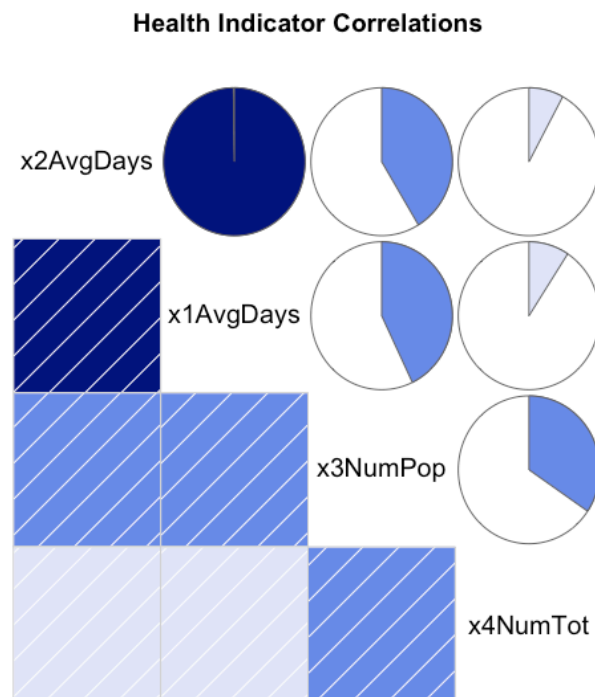 Health Indicator Correlations
x2AvgDays
x1AvgDays
x3NumPop
x4NumTot